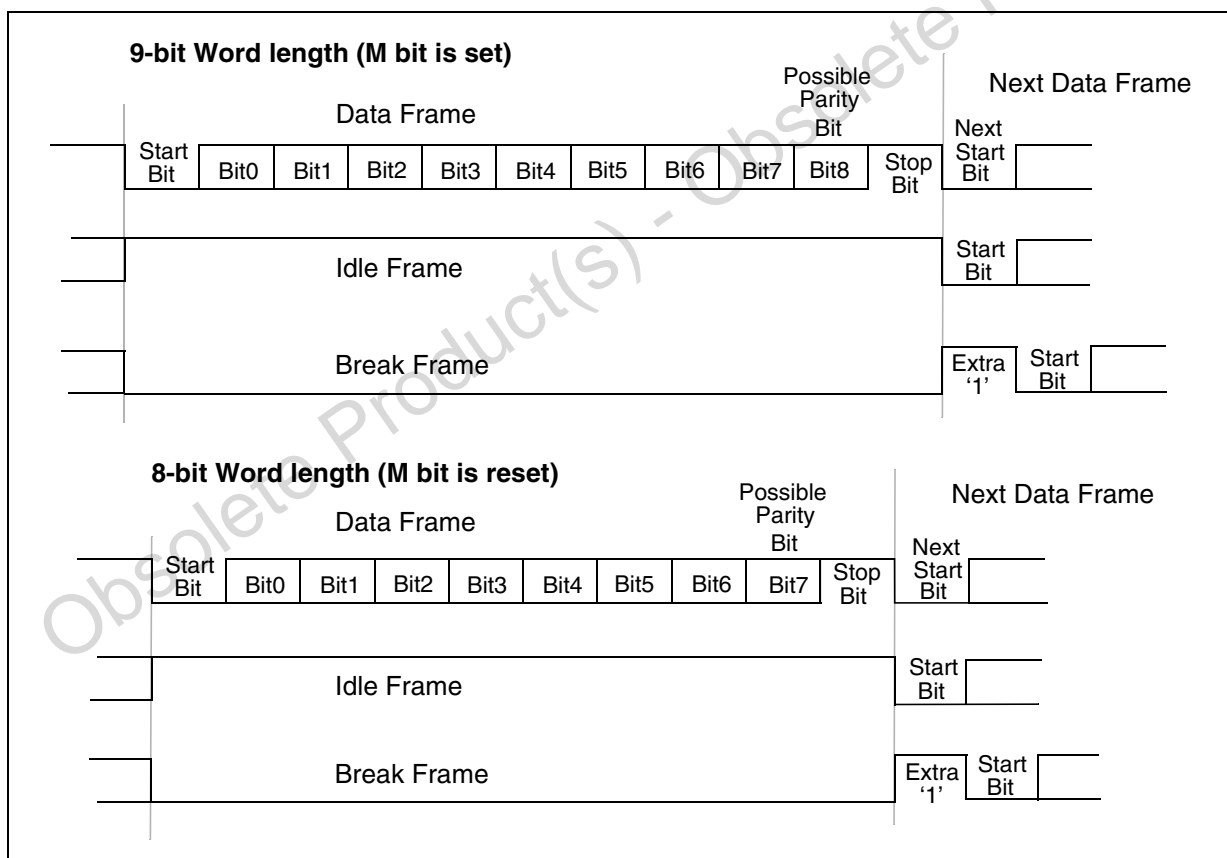 9-bit Word length (M bit is set)
Possible
Parity
Bit
Next Data Frame
Data Frame
Start
Bit
Bit0
Bit1
Bit2
Bit3
Bit4
Bit5
Bit6
Bit7
Bit8
Stop
Bit
Next
Start
Bit
Idle Frame
Start
Bit
Break Frame
Extra
‘1’
Start
Bit
8-bit Word length (M bit is reset)
Possible
Parity
Bit
Next Data Frame
Data Frame
Start
Bit
Bit0
Bit1
Bit2
Bit3
Bit4
Bit5
Bit6
Bit7
Stop
Bit
Next
Start
Bit
Idle Frame
Start
Bit
Break Frame
Extra
‘1’
Start
Bit
Obsolete Product(s) - Obsolete